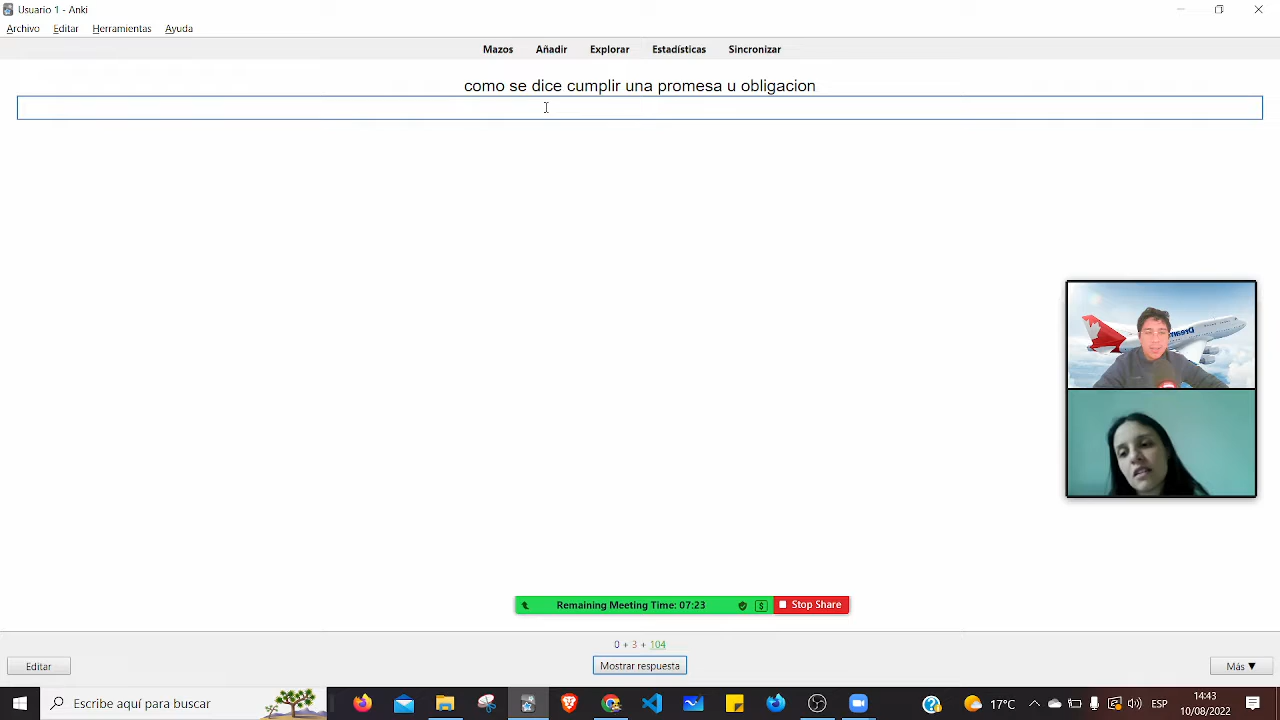 Usuario 1 - Anki
Archivo Editar Herramientas Ayuda
Mazos Añadir Explorar Estadísticas Sincronizar
como se dice cumplir una promesa u obligacion
Remaining Meeting Time: 07:23 Stop Share
0 + 3 + 104
Editar Mostrar respuesta Más ▼
Escribe aquí para buscar 17°C ESP 14:43
10/08/2022